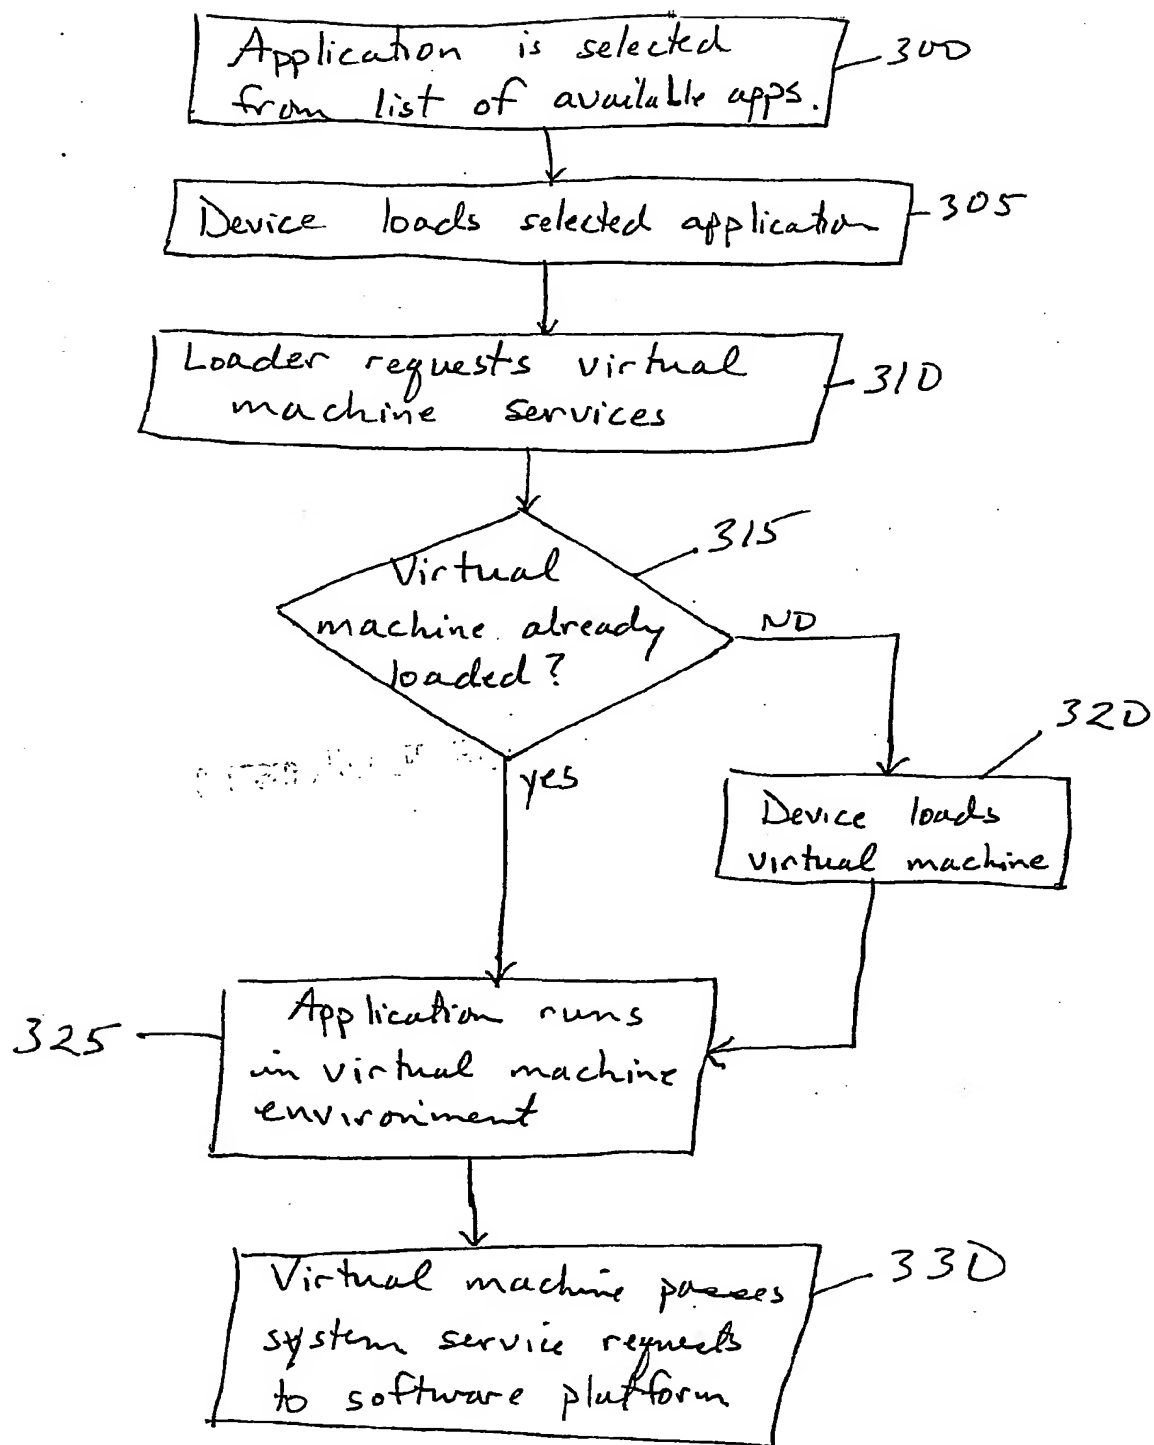 Application is selected
from list of available apps.
300
Device loads selected application
305
Loader requests virtual
machine services
310
315
Virtual
machine already
loaded?
NO
yes
320
Device loads
virtual machine
325
Application runs
in virtual machine
environment
330
Virtual machine passes
system service requests
to software platform